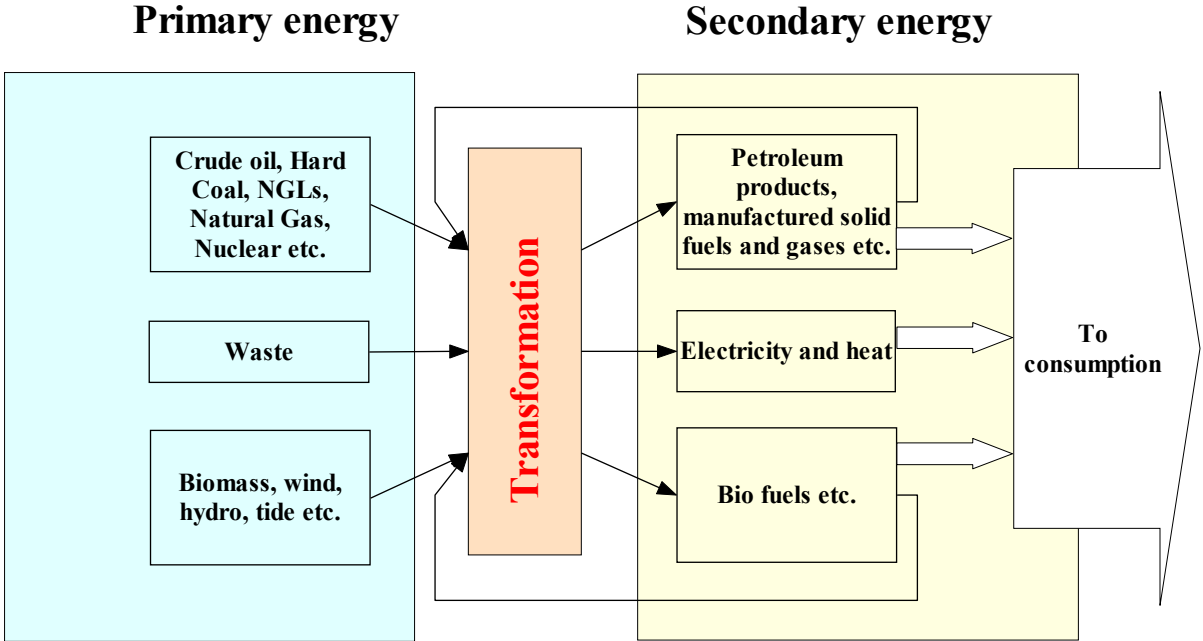 Primary energy
Secondary energy
Crude oil, Hard
Coal, NGLs,
Natural Gas,
Nuclear etc.
Waste
Biomass, wind,
hydro, tide etc.
Transformation
Petroleum
products,
manufactured solid
fuels and gases etc.
Electricity and heat
Bio fuels etc.
To
consumption